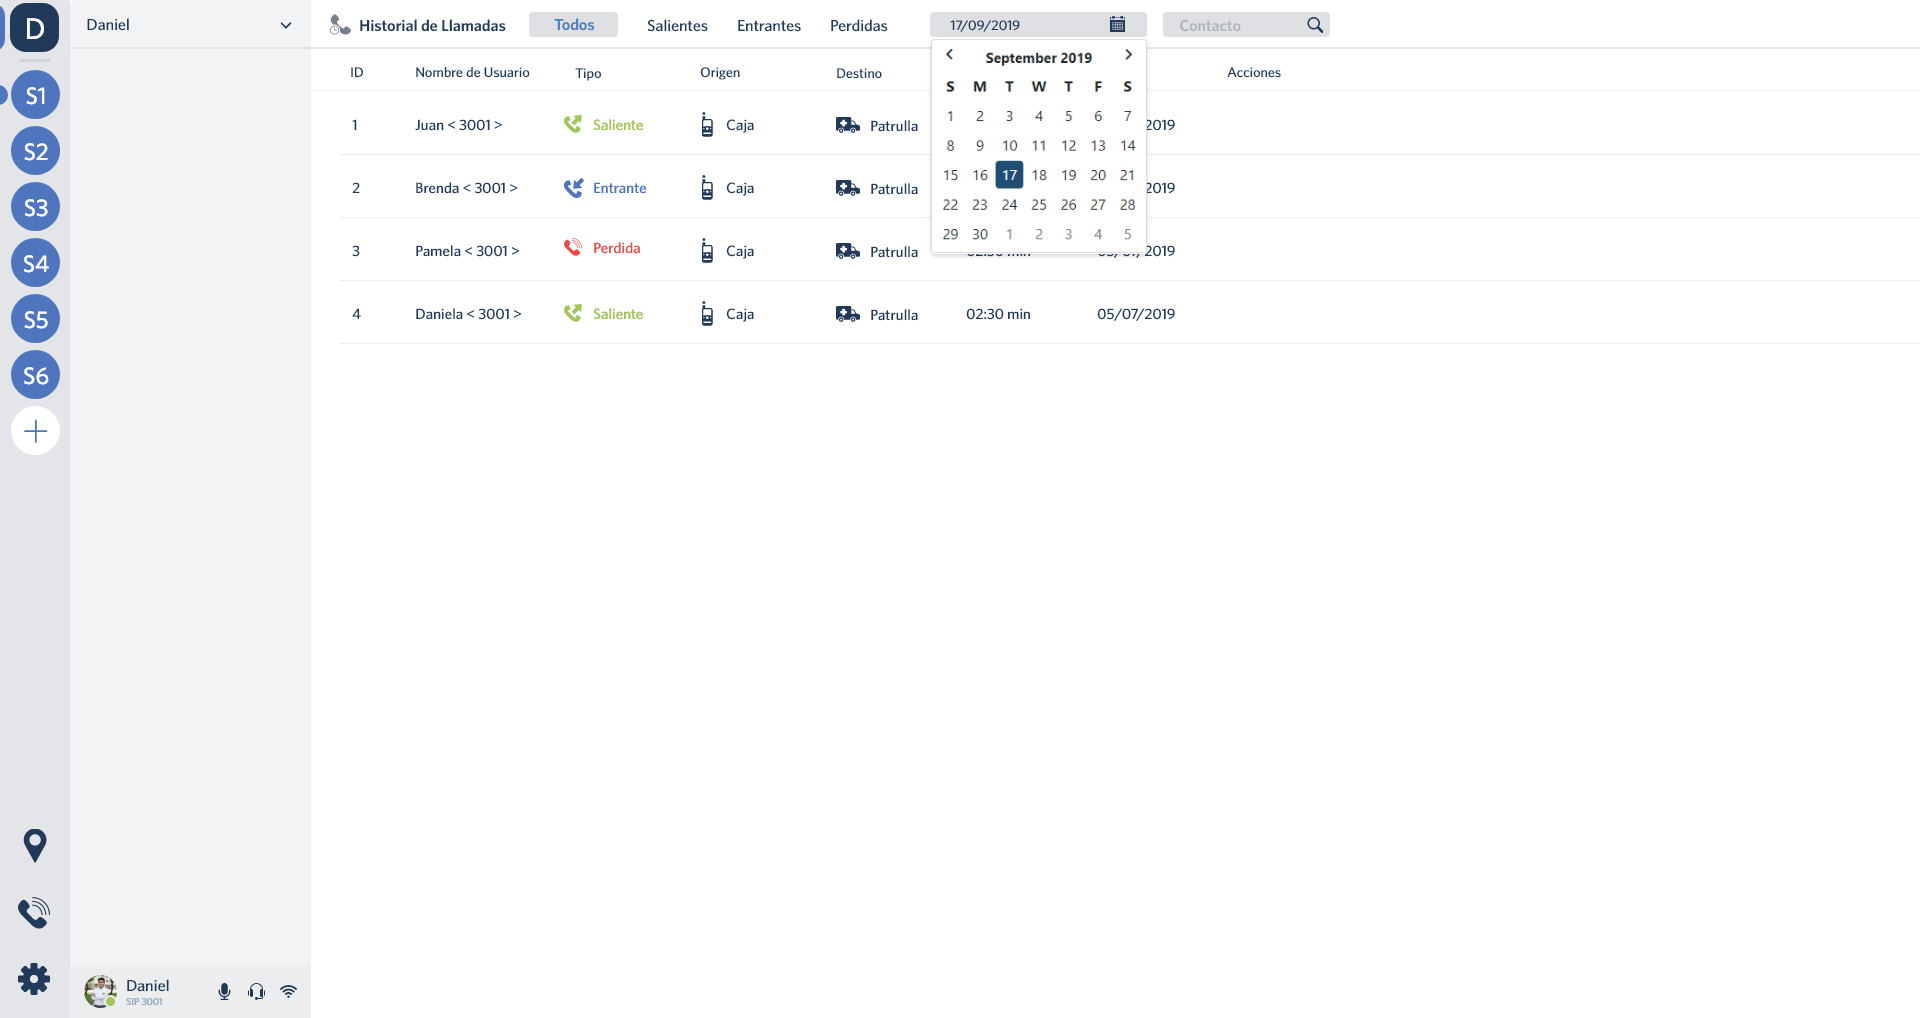 D
S1
S2
S3
S4
S5
S6
Daniel
Historial de Llamadas
Todos
Salientes
Entrantes
Perdidas
17/09/2019
Contacto
September 2019
S M T W T F S
1 2 3 4 5 6 7
8 9 10 11 12 13 14
15 16 17 18 19 20 21
22 23 24 25 26 27 28
29 30 1 2 3 4 5
ID Nombre de Usuario Tipo Origen Destino Acciones
1 Juan < 3001 > Saliente Caja Patrulla 2019
2 Brenda < 3001 > Entrante Caja Patrulla 2019
3 Pamela < 3001 > Perdida Caja Patrulla 02:30 min 05/07/2019
4 Daniela < 3001 > Saliente Caja Patrulla 02:30 min 05/07/2019
Daniel
SIP 3001